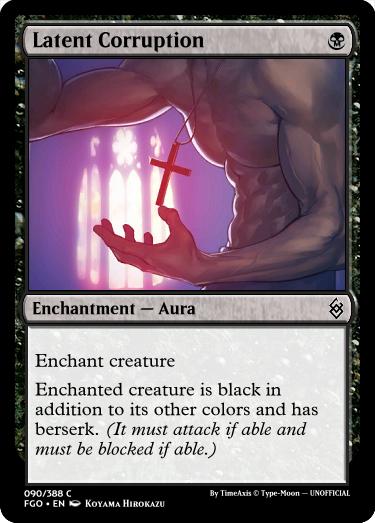 Latent Corruption
Enchantment — Aura
Enchant creature
Enchanted creature is black in
addition to its other colors and has
berserk. (It must attack if able and
must be blocked if able.)
090/388 C
FGO • EN Koyama Hirokazu
By TimeAxis © Type-Moon — UNOFFICIAL